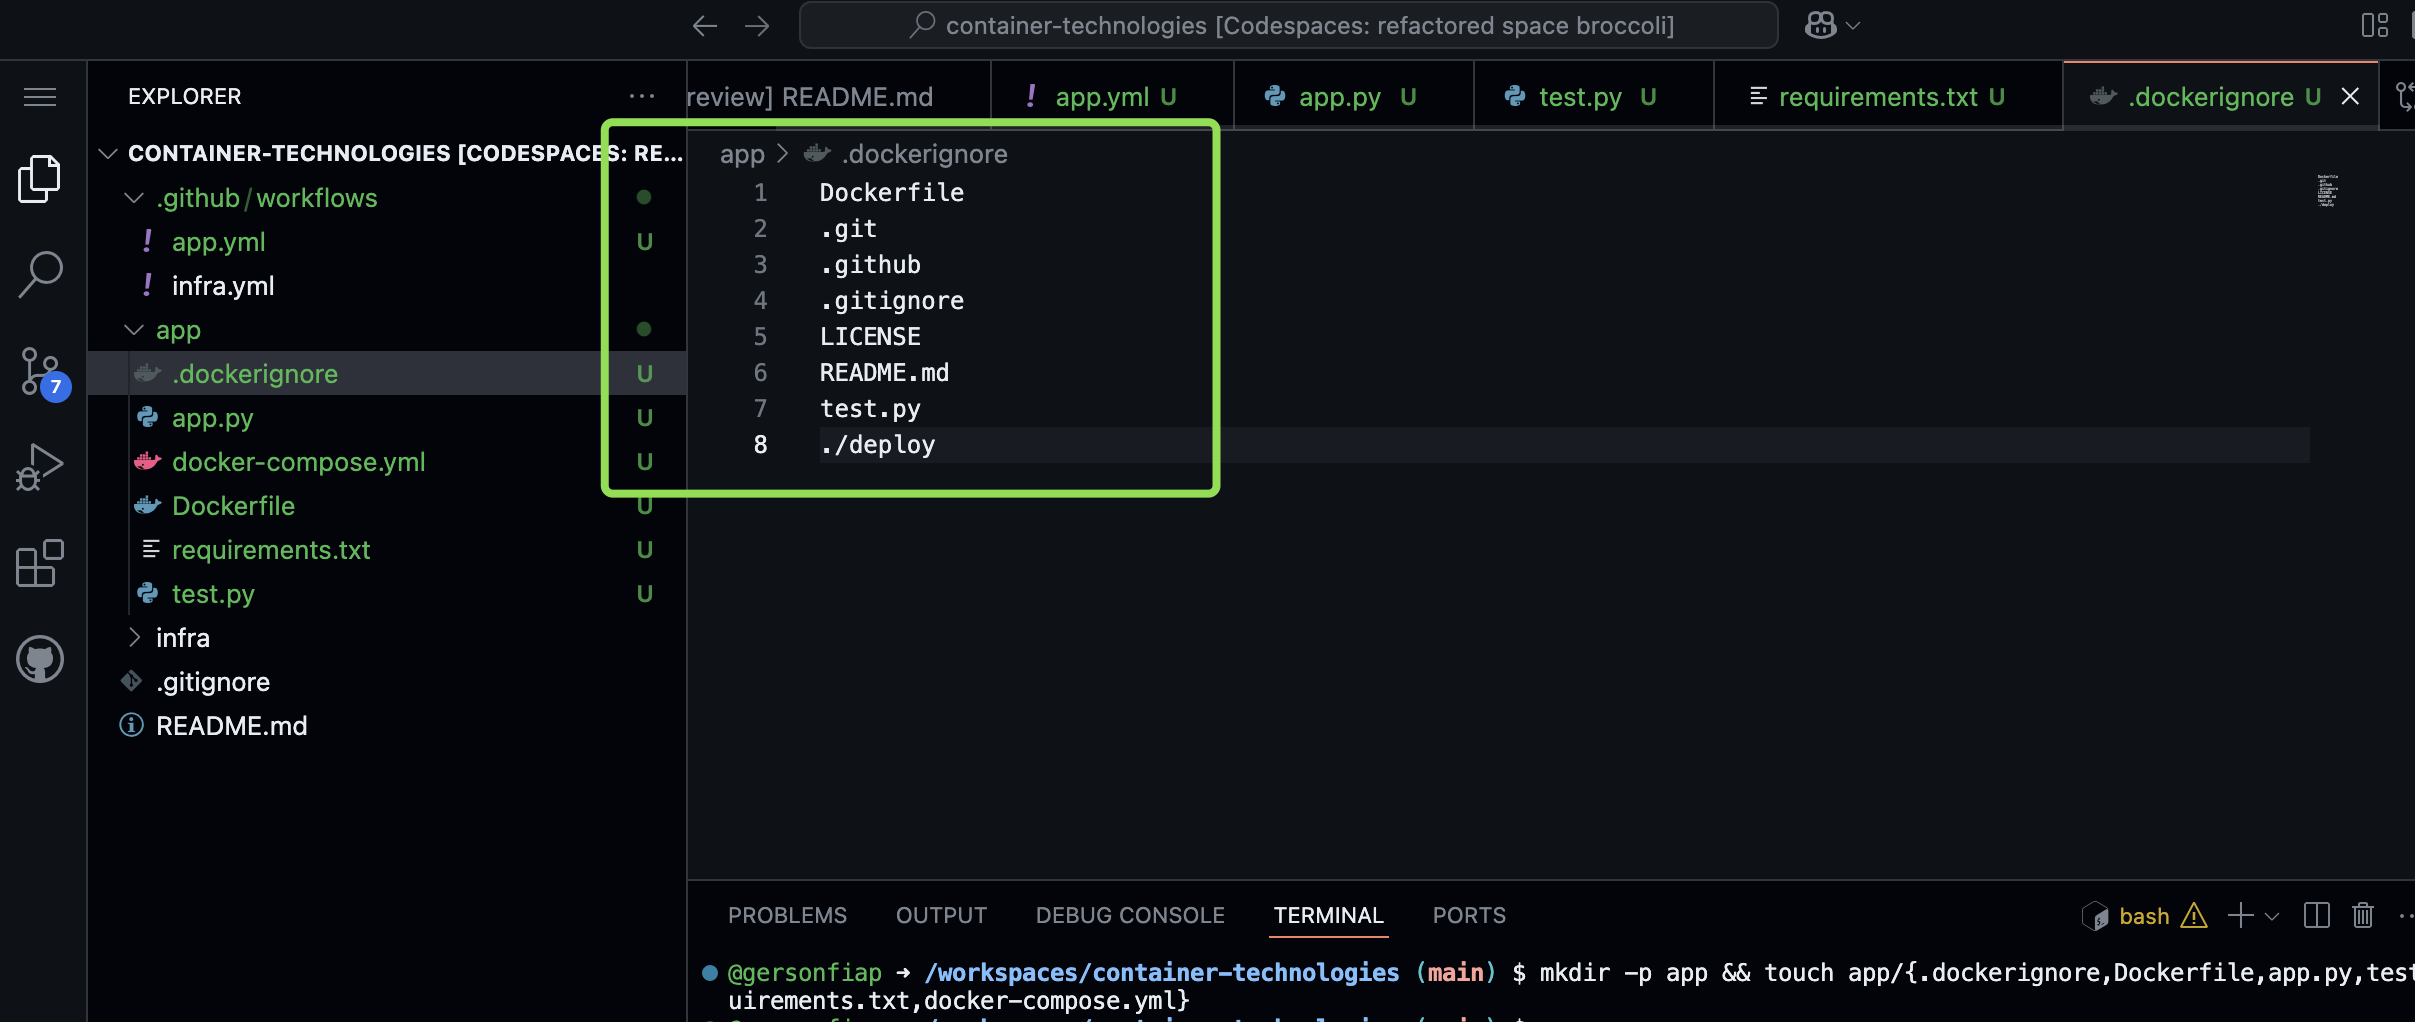 container-technologies [Codespaces: refactored space broccoli]
EXPLORER
CONTAINER-TECHNOLOGIES [CODESPACES: RE...
.github/workflows
app.yml U
infra.yml
app
.dockerignore U
app.py U
docker-compose.yml U
Dockerfile U
requirements.txt U
test.py U
infra
.gitignore
README.md
7
review] README.md
app.yml U
app.py U
test.py U
requirements.txt U
.dockerignore U
app > .dockerignore
1 Dockerfile
2 .git
3 .github
4 .gitignore
5 LICENSE
6 README.md
7 test.py
8 ./deploy
PROBLEMS OUTPUT DEBUG CONSOLE TERMINAL PORTS
bash
@gersonfiap ➜ /workspaces/container-technologies (main) $ mkdir -p app && touch app/{.dockerignore,Dockerfile,app.py,test
uirements.txt,docker-compose.yml}